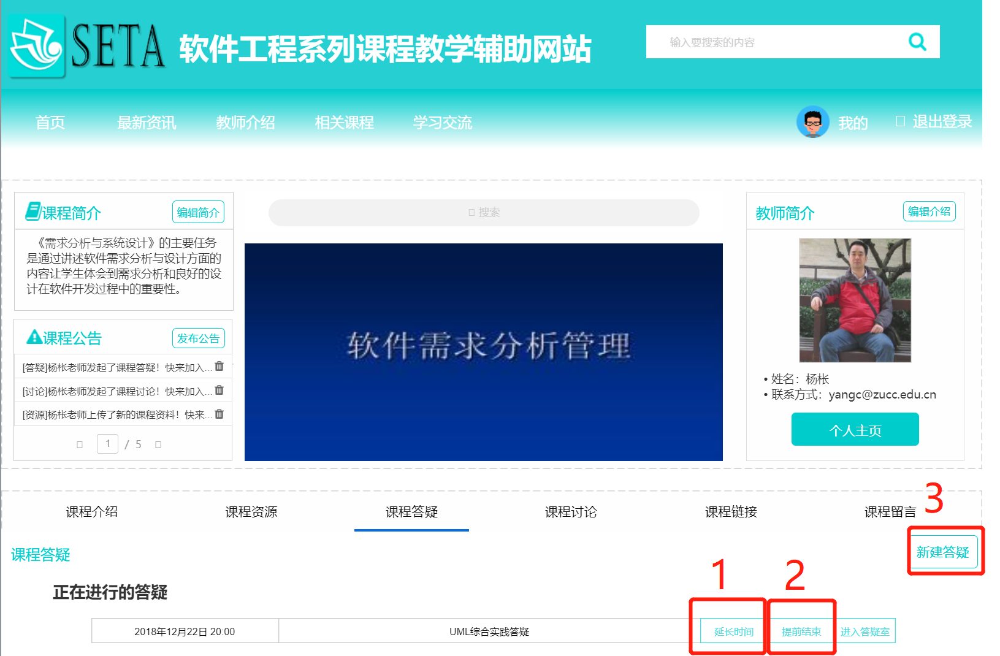 SETA 软件工程系列课程教学辅助网站
输入要搜索的内容
首页 最新资讯 教师介绍 相关课程 学习交流 我的 退出登录
课程简介 编辑简介
《需求分析与系统设计》的主要任务
是通过讲述软件需求分析与设计方面的
内容让学生体会到需求分析和良好的设
计在软件开发过程中的重要性。
课程公告 发布公告
[答疑]杨枨老师发起了课程答疑！快来加入...
[讨论]杨枨老师发起了课程讨论！快来加入...
[资源]杨枨老师上传了新的课程资料！快来...
1 / 5
搜索
软件需求分析管理
教师简介 编辑介绍
• 姓名：杨枨
• 联系方式：yangc@zucc.edu.cn
个人主页
课程介绍 课程资源 课程答疑 课程讨论 课程链接 课程留言
3
课程答疑 新建答疑
正在进行的答疑
1 2
2018年12月22日 20:00 UML综合实践答疑 延长时间 提前结束 进入答疑室